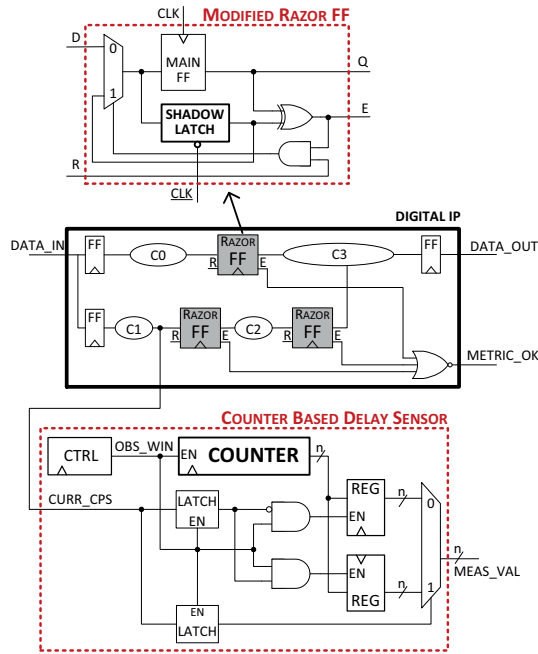 CLK
MODIFIED RAZOR FF
D
0
MAIN
FF
Q
1
SHADOW
LATCH
E
R
CLK
DIGITAL IP
DATA_IN
FF
C0
RAZOR
FF
R
E
C3
FF
DATA_OUT
FF
C1
R
RAZOR
FF
E
C2
R
RAZOR
FF
E
METRIC_OK
COUNTER BASED DELAY SENSOR
CTRL
OBS_WIN
EN
COUNTER
n
CURR_CPS
LATCH
EN
n
REG
EN
n
0
EN
REG
n
1
n
MEAS_VAL
EN
LATCH